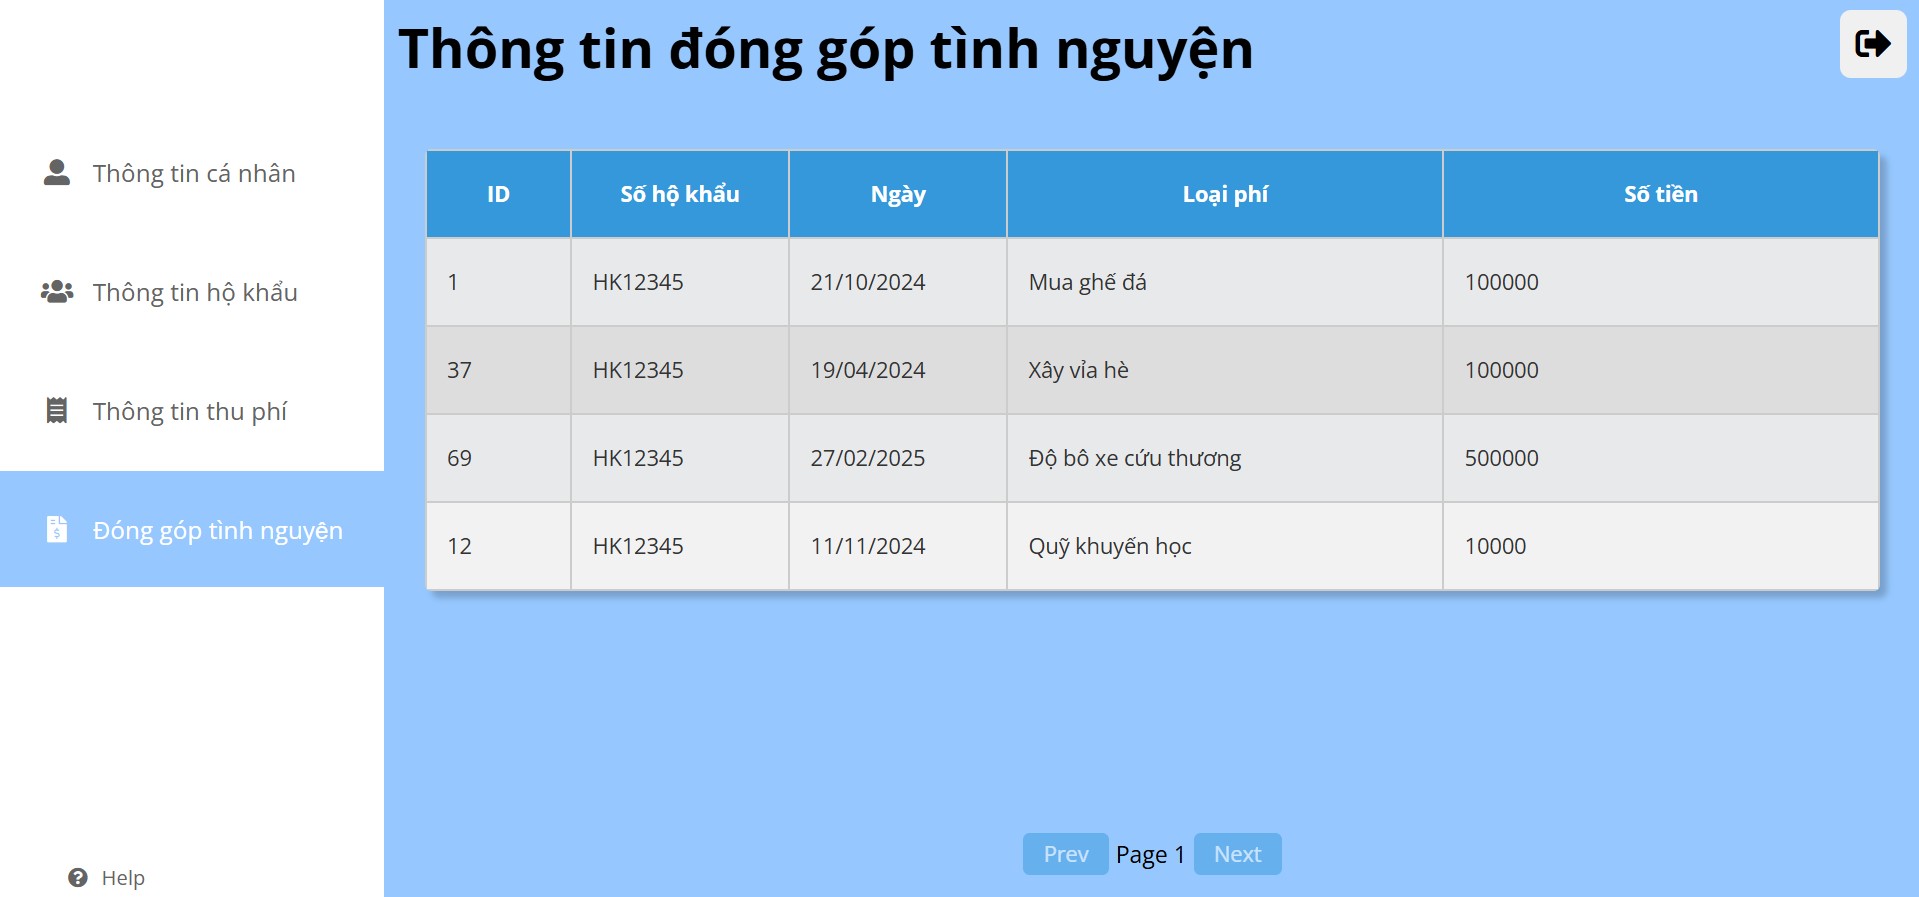 Thông tin đóng góp tình nguyện
Thông tin cá nhân
Thông tin hộ khẩu
Thông tin thu phí
Đóng góp tình nguyện
Help
ID Số hộ khẩu Ngày Loại phí Số tiền
1 HK12345 21/10/2024 Mua ghế đá 100000
37 HK12345 19/04/2024 Xây vỉa hè 100000
69 HK12345 27/02/2025 Độ bô xe cứu thương 500000
12 HK12345 11/11/2024 Quỹ khuyến học 10000
Prev Page 1 Next